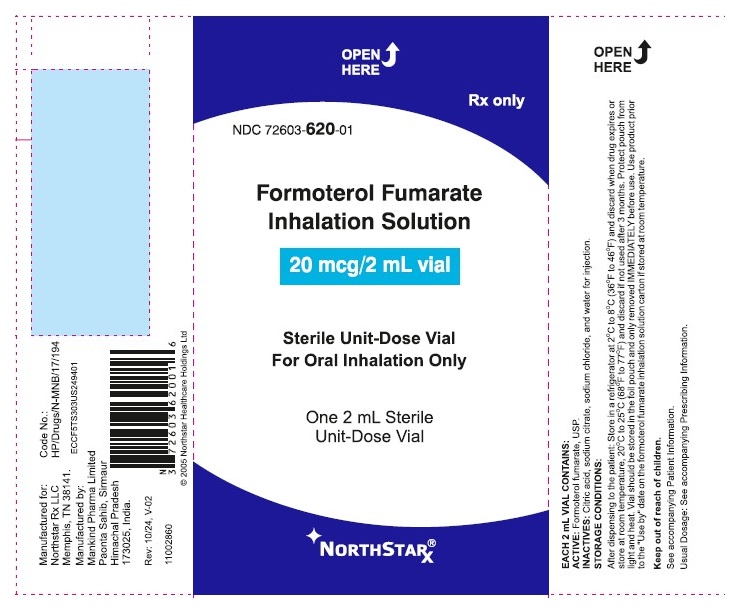 Manufactured for:
Northstar Rx LLC
Memphis, TN 38141.
Manufactured by:
Mankind Pharma Limited
Paonta Sahib, Sirmaur
Himachal Pradesh
173025, India.
Rev: 10/24, V-02
11002860
Code No.:
HP/Drugs/N-MNB/17/194
ECCF5TS303US249401
N
3 72603 62001 6
© 2005 Northstar Healthcare Holdings Ltd
OPEN
HERE
Rx only
NDC 72603-620-01
Formoterol Fumarate
Inhalation Solution
20 mcg/2 mL vial
Sterile Unit-Dose Vial
For Oral Inhalation Only
One 2 mL Sterile
Unit-Dose Vial
NORTHSTAR®
x
OPEN
HERE
EACH 2 mL VIAL CONTAINS:
ACTIVE: Formoterol fumarate, USP.
INACTIVES: Citric acid, sodium citrate, sodium chloride, and water for injection.
STORAGE CONDITIONS:
After dispensing to the patient: Store in a refrigerator at 2°C to 8°C (36°F to 46°F) and discard when drug expires or
store at room temperature, 20°C to 25°C (68°F to 77°F) and discard if not used after 3 months. Protect pouch from
light and heat. Vial should be stored in the foil pouch and only removed IMMEDIATELY before use. Use product prior
to the "Use by" date on the formoterol fumarate inhalation solution carton if stored at room temperature.
Keep out of reach of children.
See accompanying Patient Information.
Usual Dosage: See accompanying Prescribing Information.